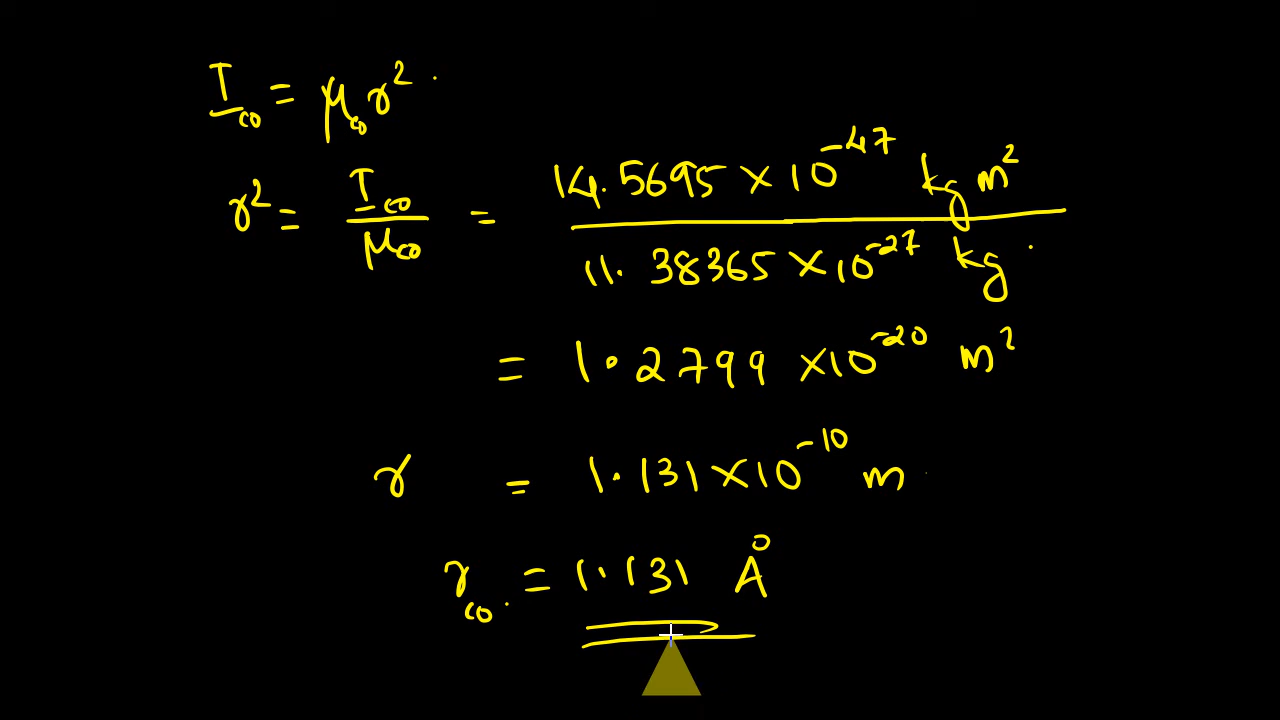 I_co = μ_co r²
r² = I_co / μ_co = 14.5695 × 10⁻⁴⁷ kg m² / 11.38365 × 10⁻²⁷ kg
= 1.2799 × 10⁻²⁰ m²
r = 1.131 × 10⁻¹⁰ m
r_co = 1.131 Å